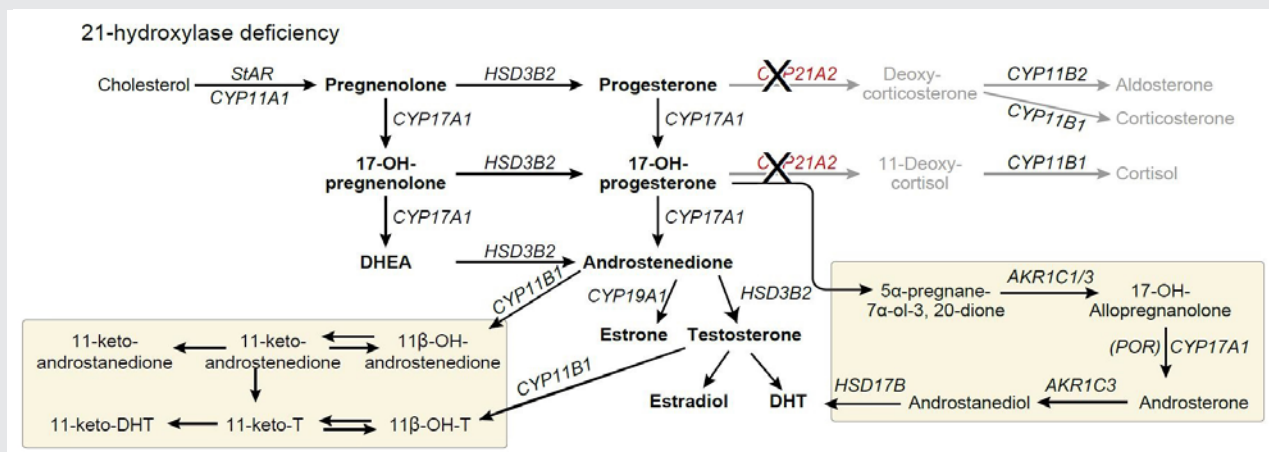 21-hydroxylase deficiency
Cholesterol
StAR
CYP11A1
Pregnenolone
HSD3B2
Progesterone
CYP21A2
Deoxy-
corticosterone
CYP11B2
Aldosterone
CYP11B1
Corticosterone
CYP17A1
CYP17A1
17-OH-
pregnenolone
HSD3B2
17-OH-
progesterone
CYP21A2
11-Deoxy-
cortisol
CYP11B1
Cortisol
CYP17A1
CYP17A1
DHEA
HSD3B2
Androstenedione
CYP11B1
CYP19A1
HSD3B2
Estrone
Testosterone
CYP11B1
Estradiol
DHT
11-keto-
androstanedione
11-keto-
androstenedione
11β-OH-
androstenedione
11-keto-DHT
11-keto-T
11β-OH-T
5α-pregnane-
7α-ol-3, 20-dione
AKR1C1/3
17-OH-
Allopregnanolone
(POR)
CYP17A1
HSD17B
Androstanediol
AKR1C3
Androsterone